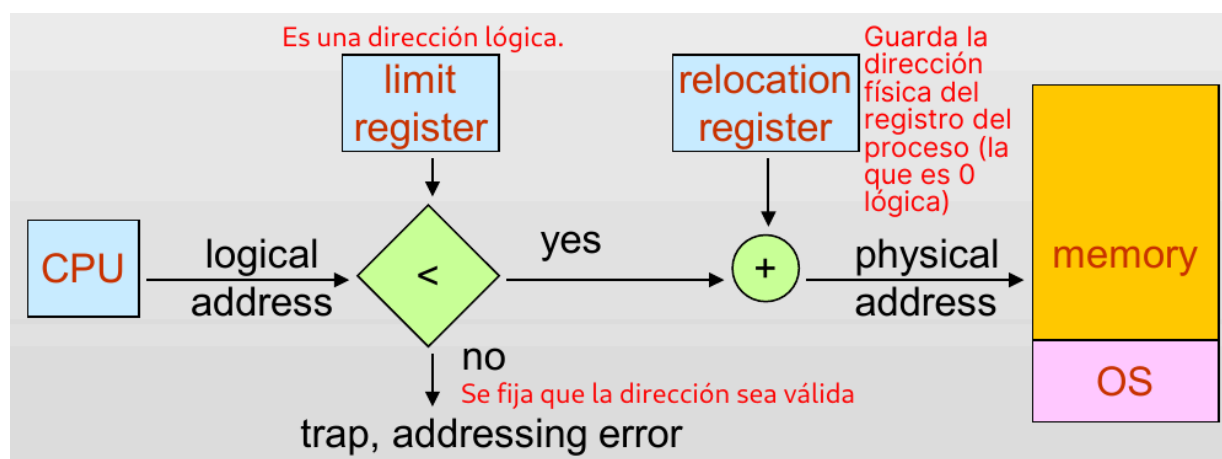 Es una dirección lógica.
limit
register
relocation
register
Guarda la
dirección
física del
registro del
proceso (la
que es 0
lógica)
CPU
logical
address
<
yes
+
physical
address
memory
no
Se fija que la dirección sea válida
trap, addressing error
OS